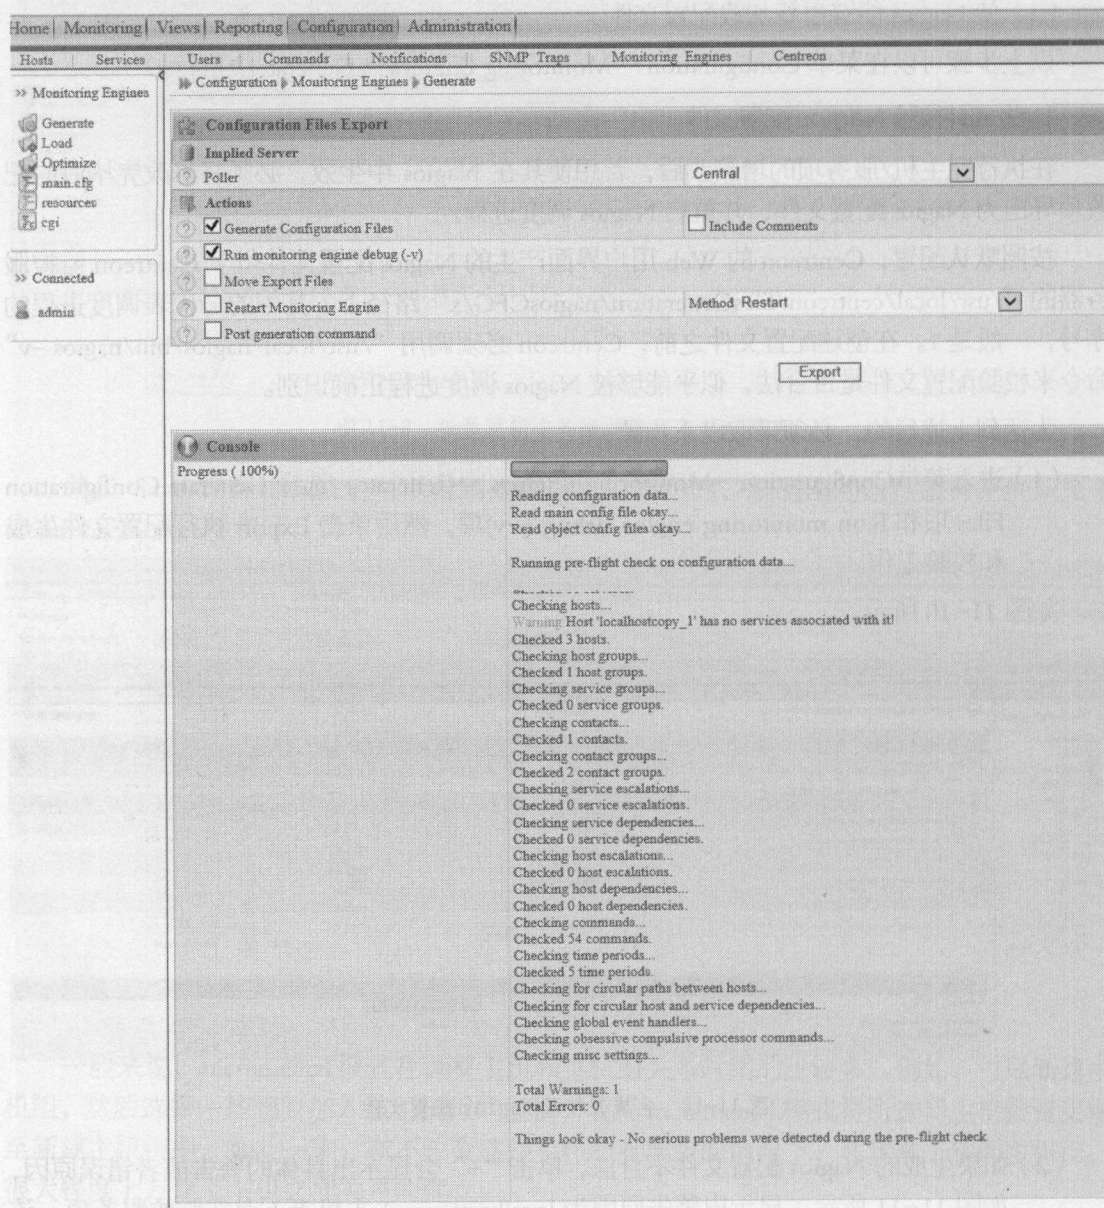 Home| Monitoring| Views| Reporting| Configuration| Administration|
Hosts | Services | Users | Commands | Notifications | SNMP Traps | Monitoring Engines | Centreon
Monitoring Engines
Generate
Load
Optimize
main.cfg
resources
cgi
Connected
admin
Configuration Monitoring Engines Generate
Configuration Files Export
Implied Server
Poller Central
Actions
Generate Configuration Files Include Comments
Run monitoring engine debug (-v)
Move Export Files
Restart Monitoring Engine Method Restart
Post generation command
Export
Console
Progress ( 100%)
Reading configuration data...
Read main config file okay...
Read object config files okay...
Running pre-flight check on configuration data...
Checking hosts...
Warning Host 'localhostcopy_1' has no services associated with it!
Checked 3 hosts.
Checking host groups...
Checked 1 host groups.
Checking service groups...
Checked 0 service groups.
Checking contacts...
Checked 1 contacts.
Checking contact groups...
Checked 2 contact groups.
Checking service escalations...
Checked 0 service escalations.
Checking service dependencies...
Checked 0 service dependencies.
Checking host escalations...
Checked 0 host escalations.
Checking host dependencies...
Checked 0 host dependencies.
Checking commands...
Checked 54 commands.
Checking time periods...
Checked 5 time periods.
Checking for circular paths between hosts...
Checking for circular host and service dependencies...
Checking global event handlers...
Checking obsessive compulsive processor commands...
Checking misc settings...
Total Warnings: 1
Total Errors: 0
Things look okay - No serious problems were detected during the pre-flight check